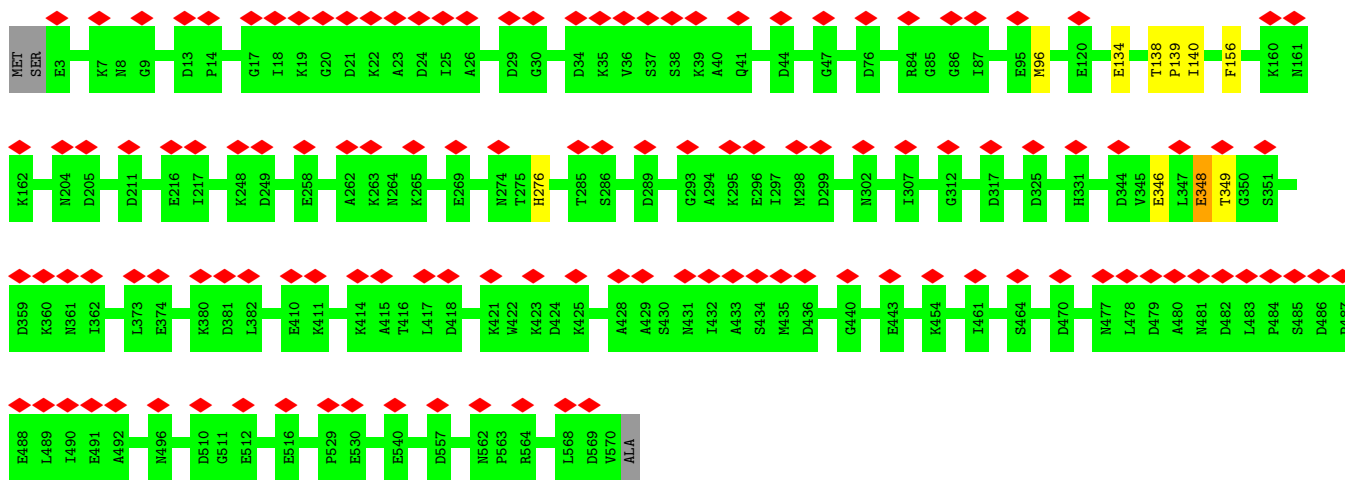 MET SER E3 K7 N8 G9 D13 P14 G17 I18 K19 G20 D21 K22 A23 D24 I25 A26 D29 G30 D34 K35 V36 S37 S38 K39 A40 Q41 D44 G47 D76 R84 G85 G86 I87 E95 M96 E120 E134 T138 P139 I140 F156 K160 N161
K162 N204 D205 D211 E216 I217 K248 D249 E258 A262 K263 N264 K265 E269 N274 T275 H276 T285 S286 D289 G293 A294 K295 E296 I297 M298 D299 N302 I307 G312 D317 D325 H331 D344 V345 E346 L347 E348 T349 G350 S351
D359 K360 N361 I362 L373 E374 K380 D381 L382 E410 K411 K414 A415 T416 L417 D418 K421 W422 K423 D424 K425 A428 A429 S430 N431 I432 A433 S434 M435 D436 G440 E443 K454 I461 S464 D470 N477 L478 D479 A480 N481 D482 L483 P484 S485 D486
E488 L489 I490 E491 A492 N496 D510 G511 E512 E516 P529 E530 E540 D557 N562 P563 R564 L568 D569 V570 ALA